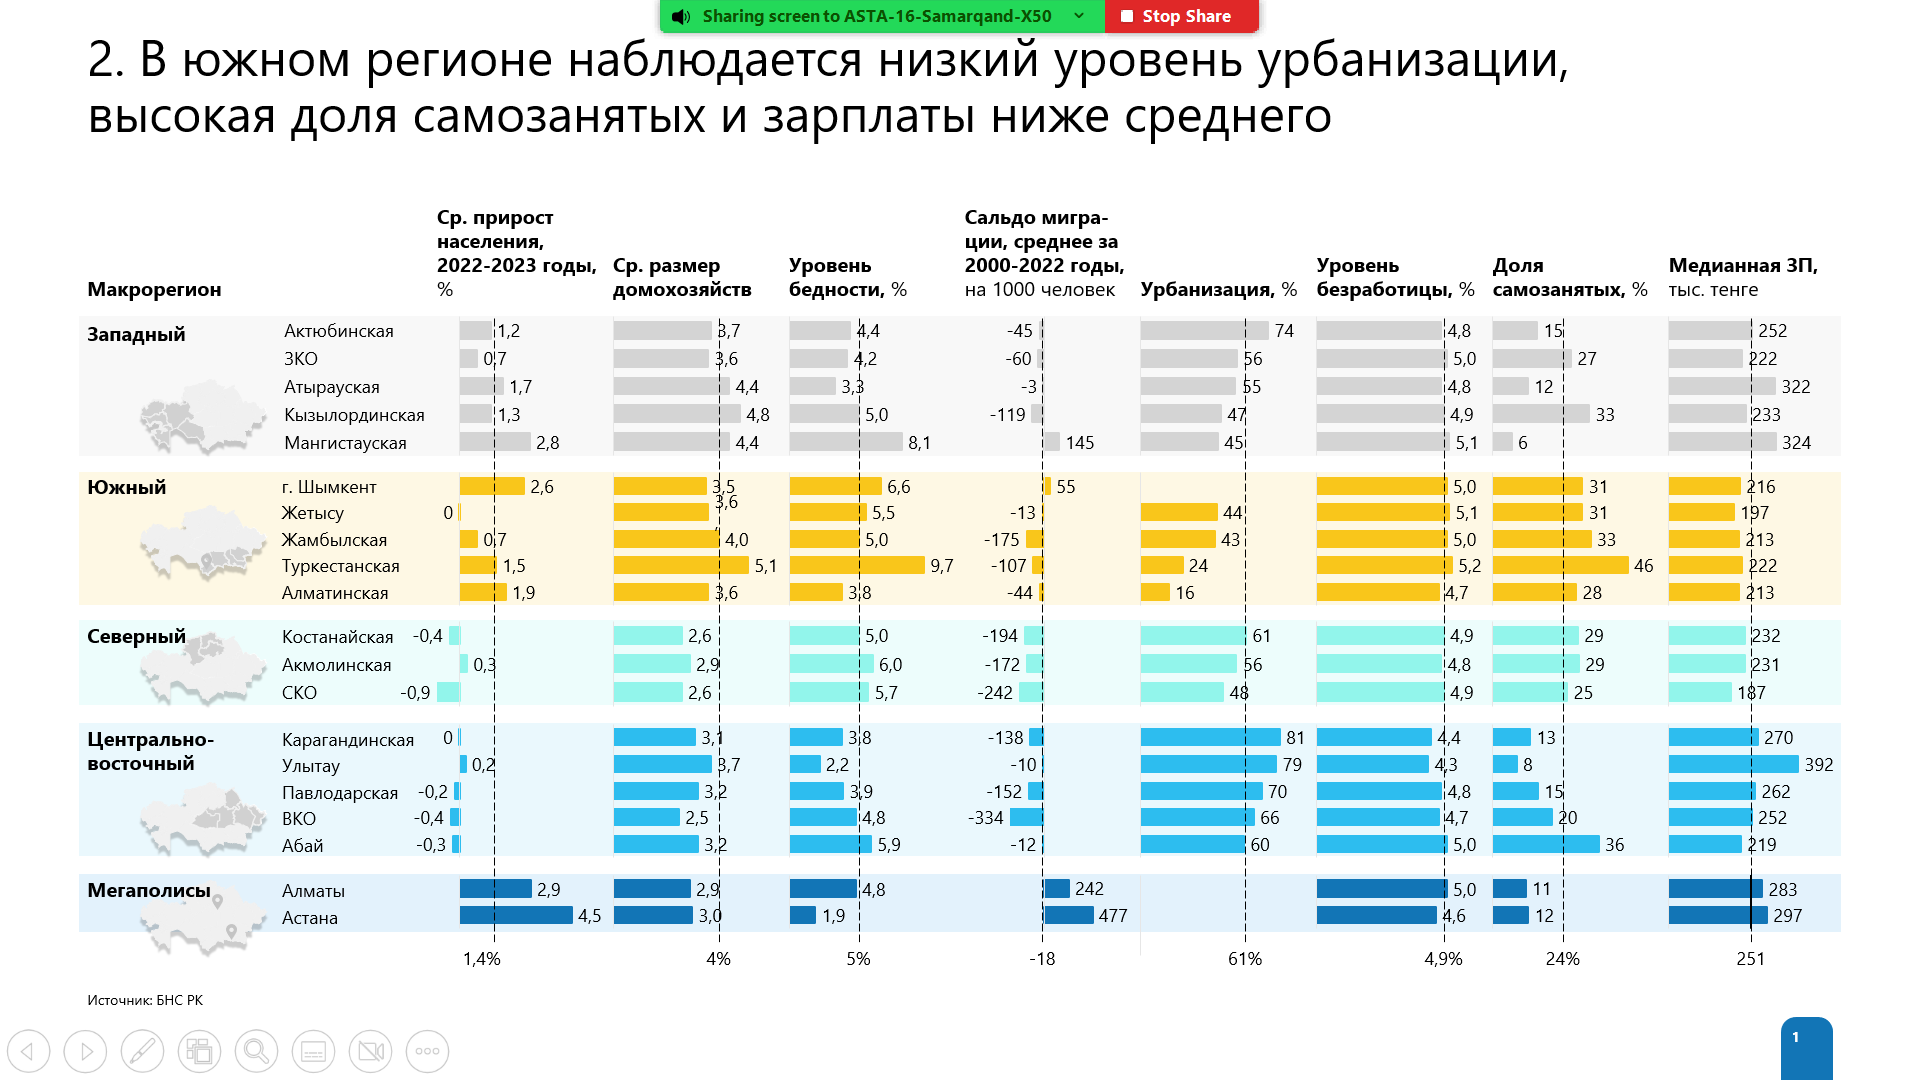 Sharing screen to ASTA-16-Samarqand-X50
Stop Share
2. В южном регионе наблюдается низкий уровень урбанизации,
высокая доля самозанятых и зарплаты ниже среднего
Макрорегион
Ср. прирост
населения,
2022-2023 годы,
%
Ср. размер
домохозяйств
Уровень
бедности, %
Сальдо мигра-
ции, среднее за
2000-2022 годы,
на 1000 человек
Урбанизация, %
Уровень
безработицы, %
Доля
самозанятых, %
Медианная ЗП,
тыс. тенге
Западный
Актюбинская 1,2 3,7 4,4 -45 74 4,8 15 252
ЗКО 0,7 3,6 4,2 -60 56 5,0 27 222
Атырауская 1,7 4,4 3,3 -3 55 4,8 12 322
Кызылординская 1,3 4,8 5,0 -119 47 4,9 33 233
Мангистауская 2,8 4,4 8,1 145 45 5,1 6 324
Южный
г. Шымкент 2,6 3,5 6,6 55 5,0 31 216
Жетысу 0 3,6 5,5 -13 44 5,1 31 197
Жамбылская 0,7 4,0 5,0 -175 43 5,0 33 213
Туркестанская 1,5 5,1 9,7 -107 24 5,2 46 222
Алматинская 1,9 3,6 3,8 -44 16 4,7 28 213
Северный
Костанайская -0,4 2,6 5,0 -194 61 4,9 29 232
Акмолинская 0,3 2,9 6,0 -172 56 4,8 29 231
СКО -0,9 2,6 5,7 -242 48 4,9 25 187
Центрально-
восточный
Карагандинская 0 3,1 3,8 -138 81 4,4 13 270
Улытау 0,2 3,7 2,2 -10 79 4,3 8 392
Павлодарская -0,2 3,2 3,9 -152 70 4,8 15 262
ВКО -0,4 2,5 4,8 -334 66 4,7 20 252
Абай -0,3 3,2 5,9 -12 60 5,0 36 219
Мегаполисы
Алматы 2,9 2,9 4,8 242 5,0 11 283
Астана 4,5 3,0 1,9 477 4,6 12 297
1,4% 4% 5% -18 61% 4,9% 24% 251
Источник: БНС РК
1